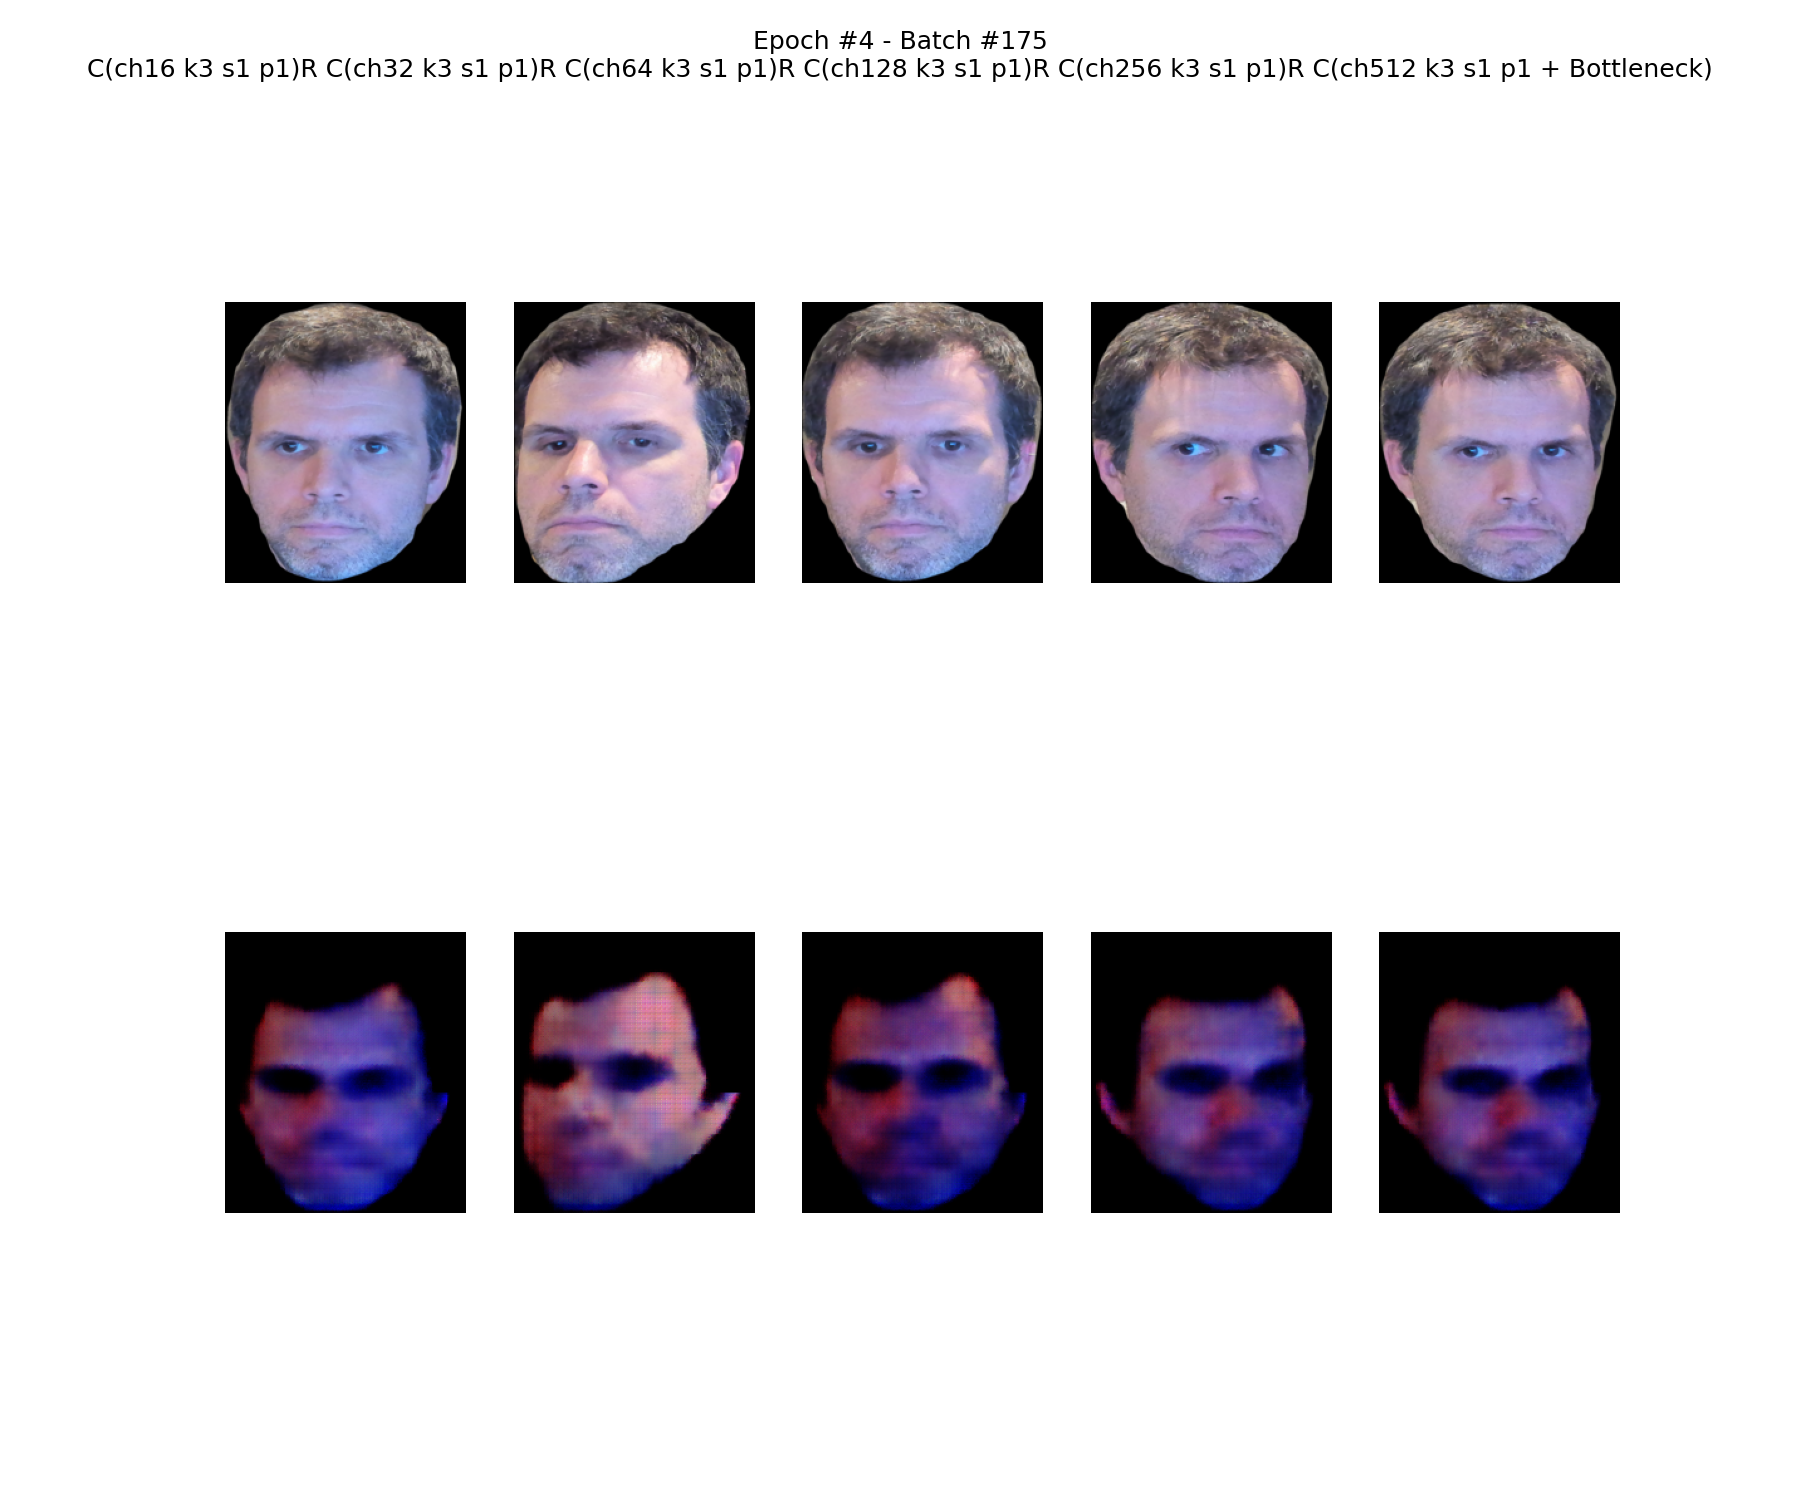 Epoch #4 - Batch #175
C(ch16 k3 s1 p1)R C(ch32 k3 s1 p1)R C(ch64 k3 s1 p1)R C(ch128 k3 s1 p1)R C(ch256 k3 s1 p1)R C(ch512 k3 s1 p1 + Bottleneck)